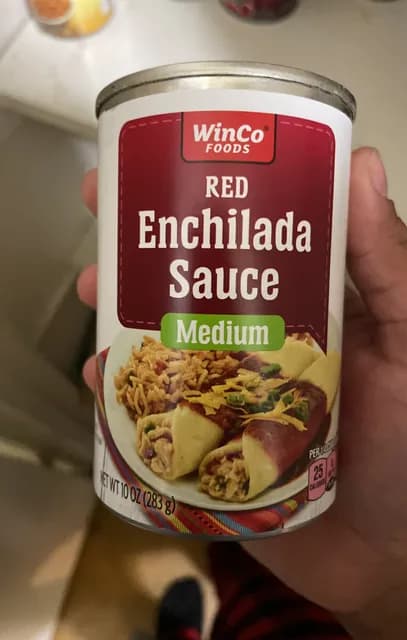 WinCo®
FOODS
RED
Enchilada
Sauce
Medium
NET WT 10 OZ (283 g)
25